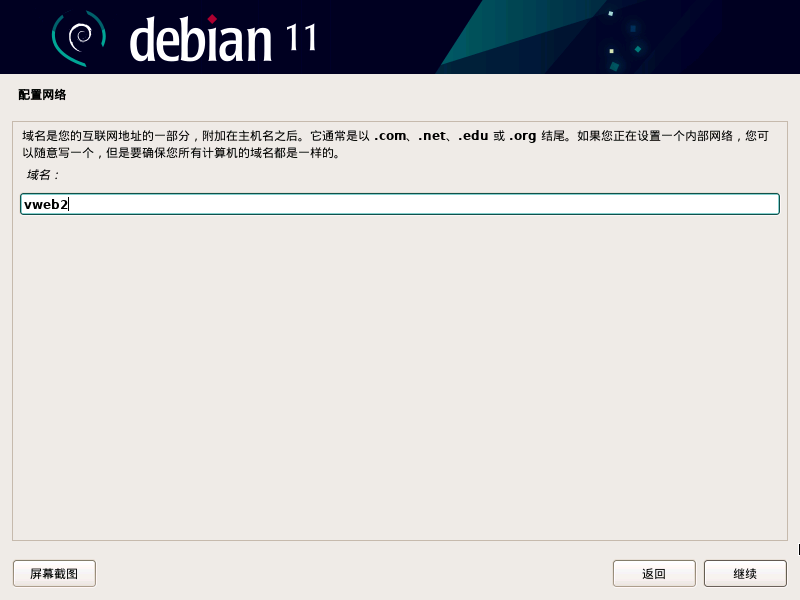 debian 11
配置网络
域名是您的互联网地址的一部分，附加在主机名之后。它通常是以 .com、.net、.edu 或 .org 结尾。如果您正在设置一个内部网络，您可
以随意写一个，但是要确保您所有计算机的域名都是一样的。
域名：
vweb2
屏幕截图 返回 继续